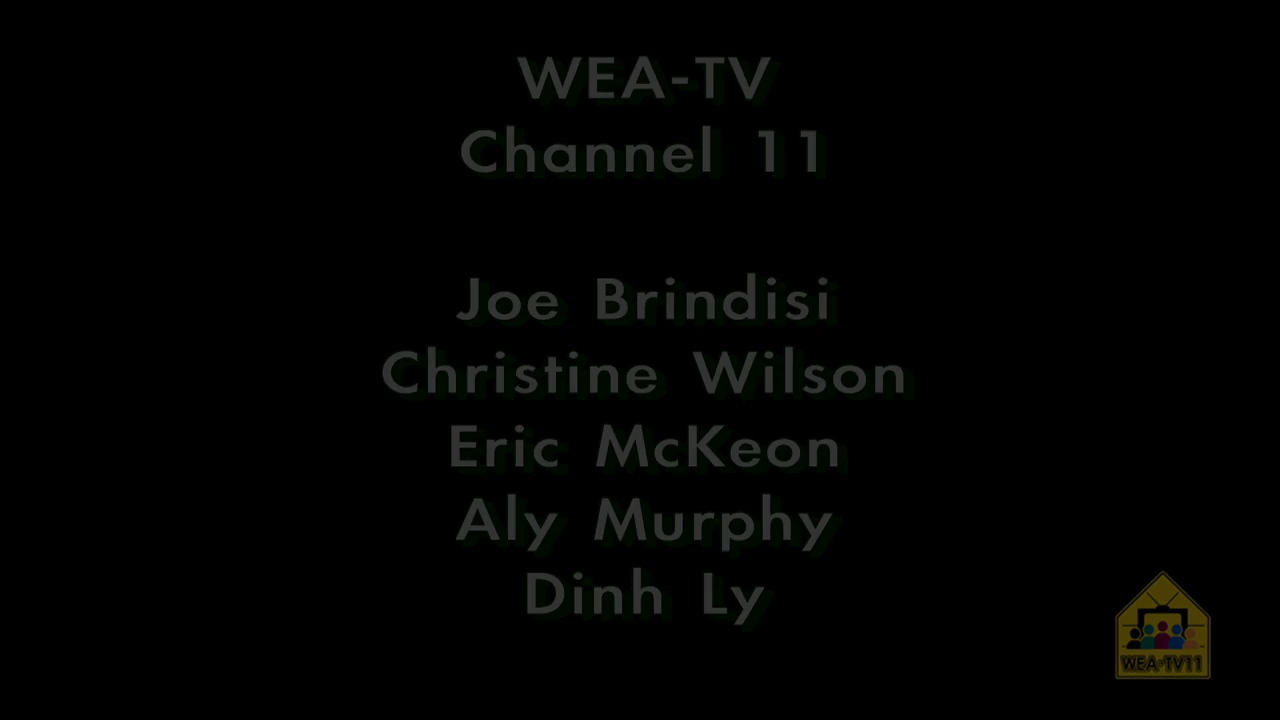 WEA-TV
Channel 11
Joe Brindisi
Christine Wilson
Eric McKeon
Aly Murphy
Dinh Ly
WEA-TV11